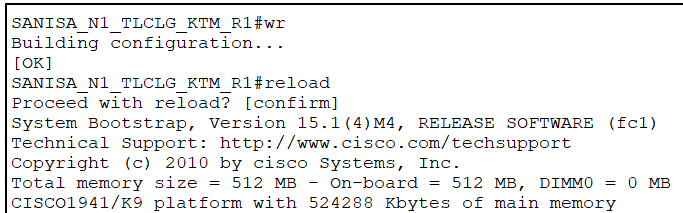 SANISA_N1_TLCLG_KTM_R1#wr
Building configuration...
[OK]
SANISA_N1_TLCLG_KTM_R1#reload
Proceed with reload? [confirm]
System Bootstrap, Version 15.1(4)M4, RELEASE SOFTWARE (fc1)
Technical Support: http://www.cisco.com/techsupport
Copyright (c) 2010 by cisco Systems, Inc.
Total memory size = 512 MB - On-board = 512 MB, DIMM0 = 0 MB
CISCO1941/K9 platform with 524288 Kbytes of main memory